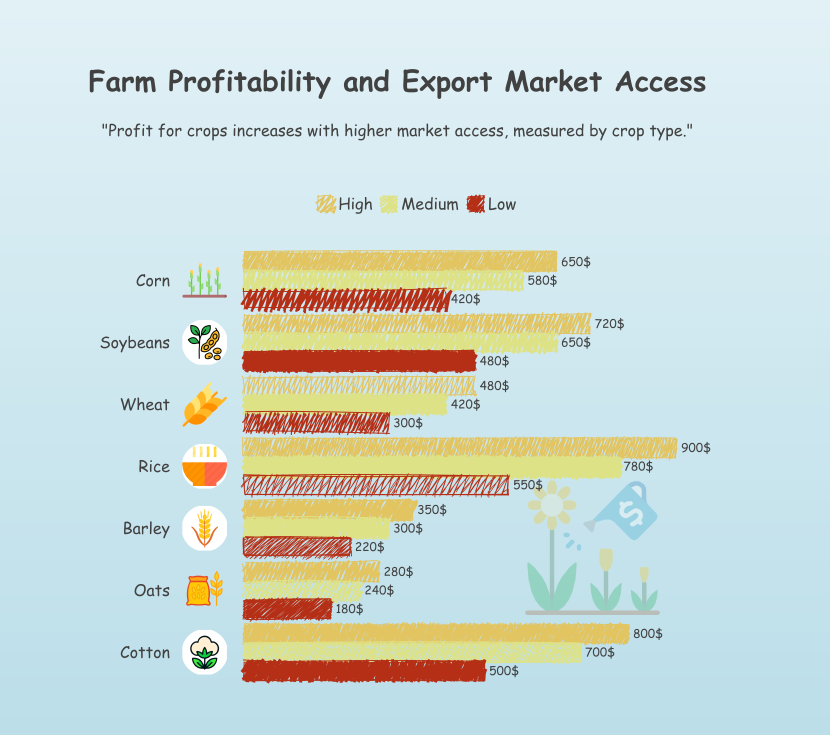 Farm Profitability and Export Market Access
"Profit for crops increases with higher market access, measured by crop type."
High Medium Low
Corn
650$
580$
420$
Soybeans
720$
650$
480$
Wheat
480$
420$
300$
Rice
900$
780$
550$
Barley
350$
300$
220$
Oats
280$
240$
180$
Cotton
800$
700$
500$
$